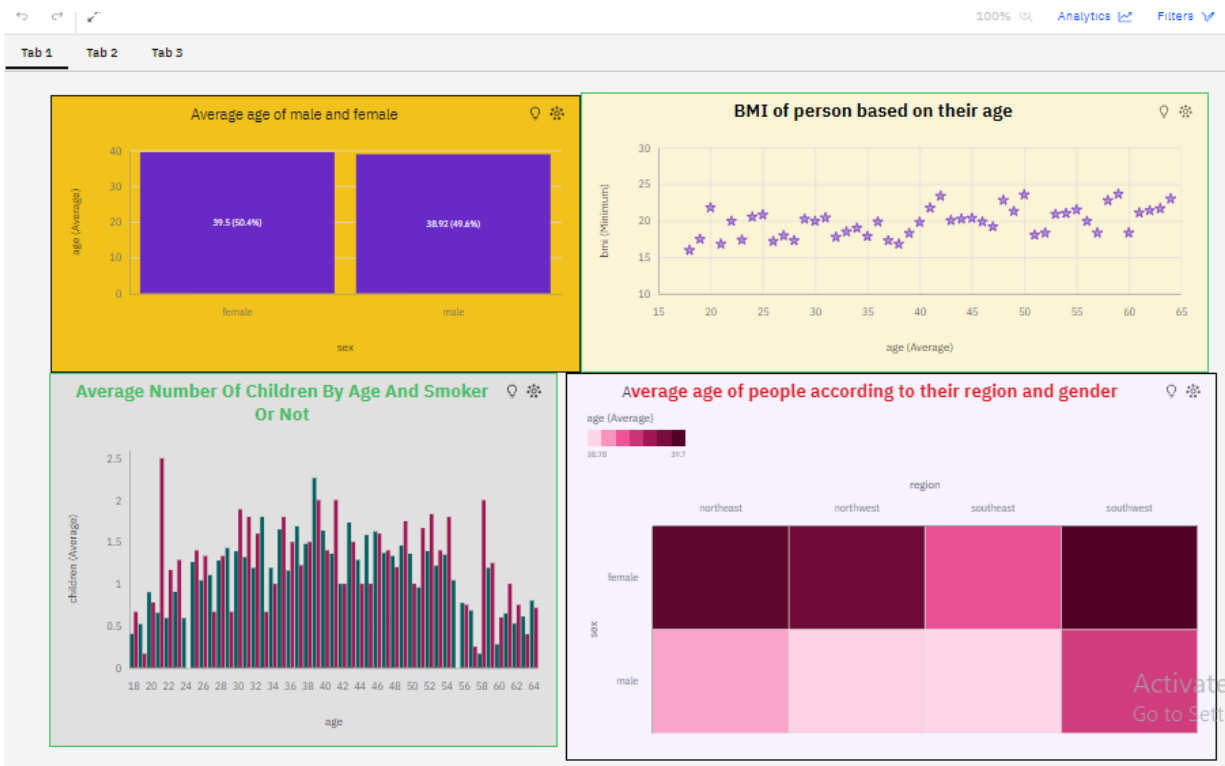 100% Analytics Filters
Tab 1 Tab 2 Tab 3
Average age of male and female
40
30
20
10
0
age (Average)
39.5 (50.4%) 38.92 (49.6%)
female male
sex
BMI of person based on their age
30
25
20
15
10
bmi (Minimum)
15 20 25 30 35 40 45 50 55 60 65
age (Average)
Average Number Of Children By Age And Smoker
Or Not
2.5
2
1.5
1
0.5
0
children (Average)
18 20 22 24 26 28 30 32 34 36 38 40 42 44 46 48 50 52 54 56 58 60 62 64
age
Average age of people according to their region and gender
age (Average)
38.78 39.7
region
northeast northwest southeast southwest
female
sex
male
Activate
Go to Sett